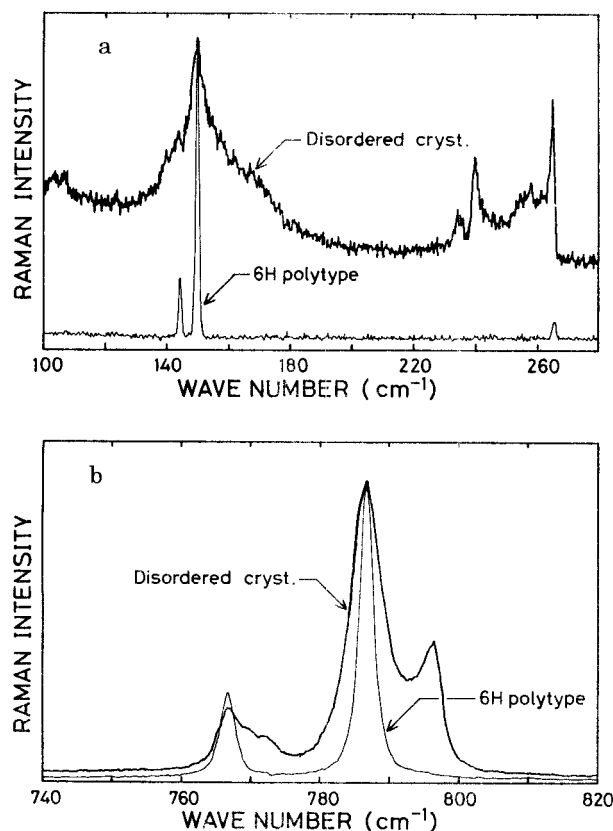 a
RAMAN INTENSITY
Disordered cryst.
6H polytype
100 140 180 220 260
WAVE NUMBER (cm⁻¹)
b
RAMAN INTENSITY
Disordered cryst.
6H polytype
740 760 780 800 820
WAVE NUMBER (cm⁻¹)